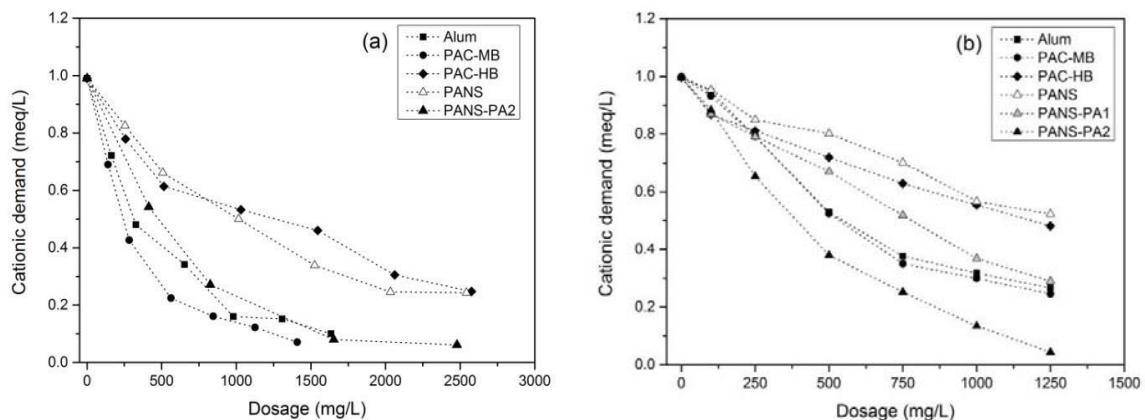 (a)
Alum
PAC-MB
PAC-HB
PANS
PANS-PA2
Cationic demand (meq/L)
1.2
1.0
0.8
0.6
0.4
0.2
0.0
0 500 1000 1500 2000 2500 3000
Dosage (mg/L)
(b)
Alum
PAC-MB
PAC-HB
PANS
PANS-PA1
PANS-PA2
Cationic demand (meq/L)
1.2
1.0
0.8
0.6
0.4
0.2
0.0
0 250 500 750 1000 1250 1500
Dosage (mg/L)